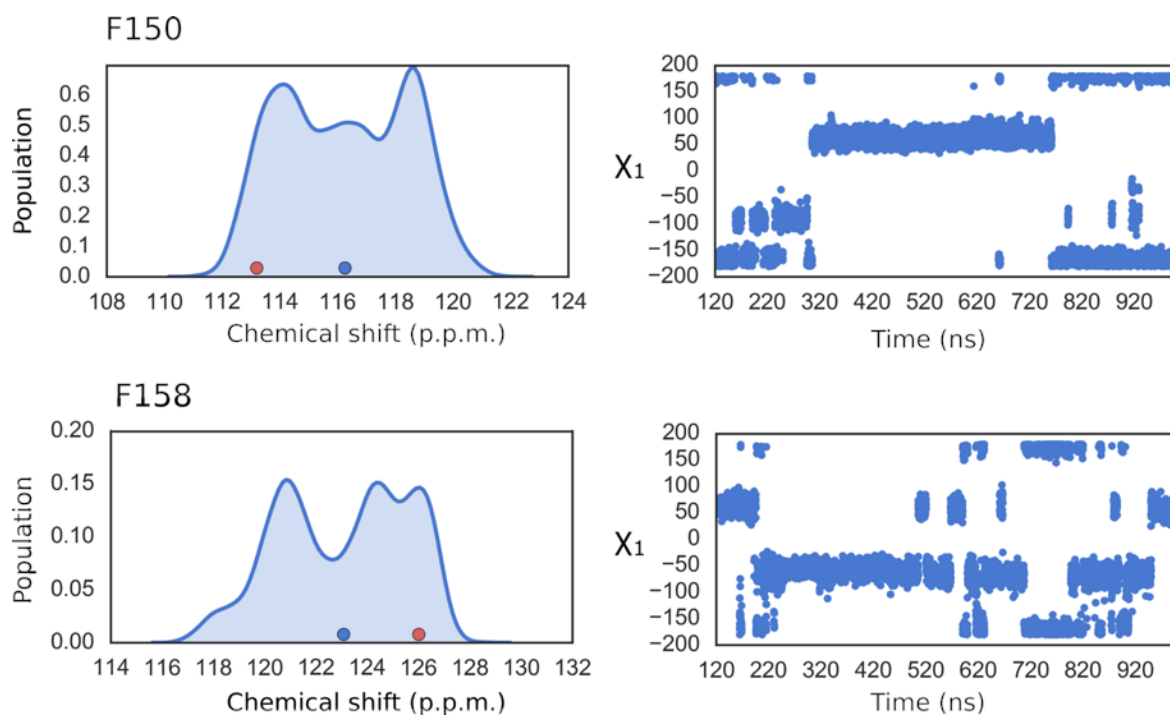 F150
Population
0.6
0.5
0.4
0.3
0.2
0.1
0.0
108 110 112 114 116 118 120 122 124
Chemical shift (p.p.m.)
X1
200
150
100
50
0
−50
−100
−150
−200
120 220 320 420 520 620 720 820 920
Time (ns)
F158
Population
0.20
0.15
0.10
0.05
0.00
114 116 118 120 122 124 126 128 130 132
Chemical shift (p.p.m.)
X1
200
150
100
50
0
−50
−100
−150
−200
120 220 320 420 520 620 720 820 920
Time (ns)